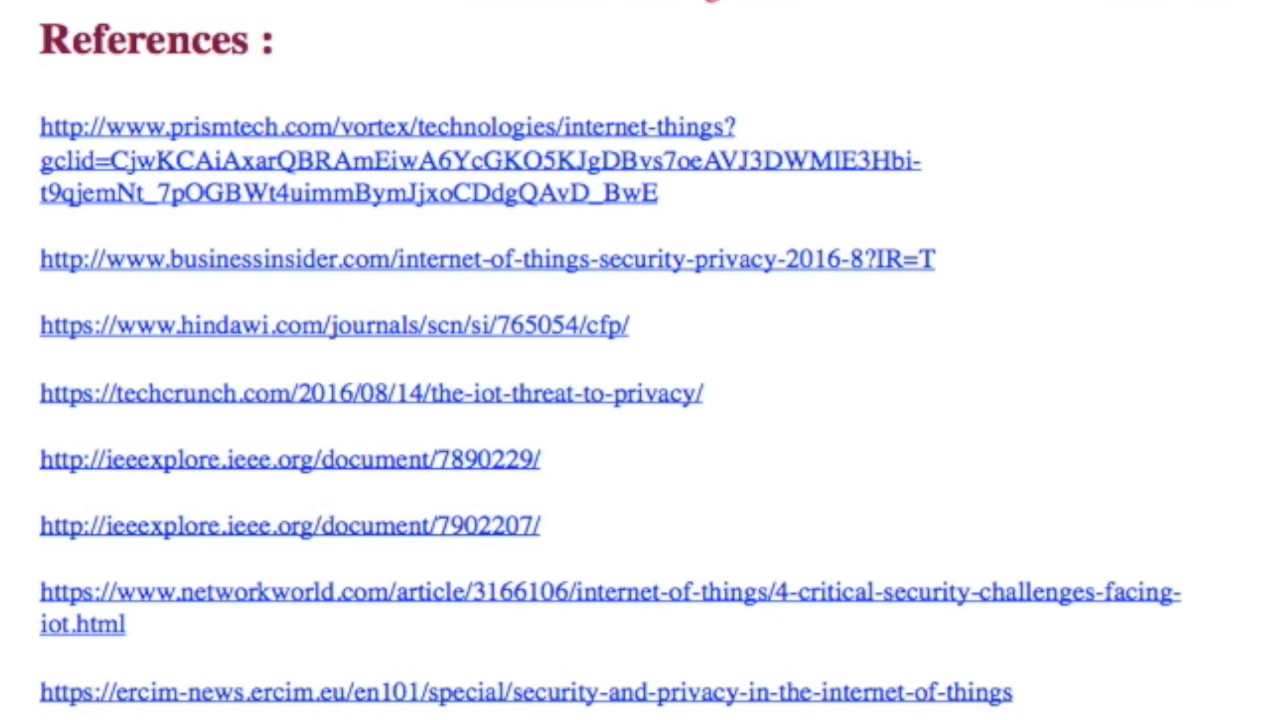 References :
http://www.prismtech.com/vortex/technologies/internet-things?
gclid=CjwKCAiAxarQBRAmEiwA6YcGKO5KJgDBvs7oeAVJ3DWMlE3Hbi-
t9qjemNt_7pOGBWt4uimmBymJjxoCDdgQAvD_BwE
http://www.businessinsider.com/internet-of-things-security-privacy-2016-8?IR=T
https://www.hindawi.com/journals/scn/si/765054/cfp/
https://techcrunch.com/2016/08/14/the-iot-threat-to-privacy/
http://ieeexplore.ieee.org/document/7890229/
http://ieeexplore.ieee.org/document/7902207/
https://www.networkworld.com/article/3166106/internet-of-things/4-critical-security-challenges-facing-
iot.html
https://ercim-news.ercim.eu/en101/special/security-and-privacy-in-the-internet-of-things